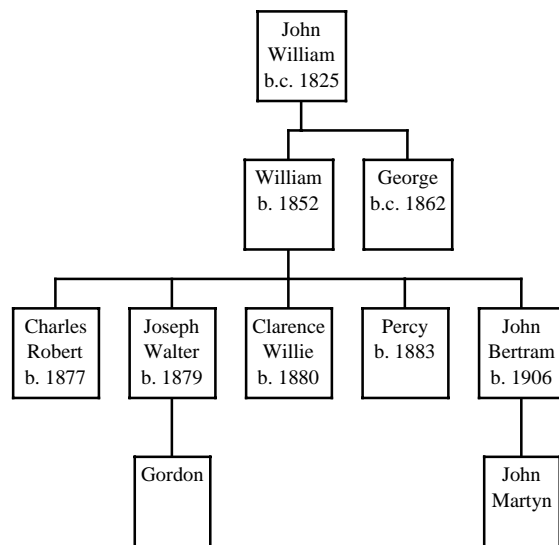 John
William
b.c. 1825
William
b. 1852
George
b.c. 1862
Charles
Robert
b. 1877
Joseph
Walter
b. 1879
Clarence
Willie
b. 1880
Percy
b. 1883
John
Bertram
b. 1906
Gordon
John
Martyn